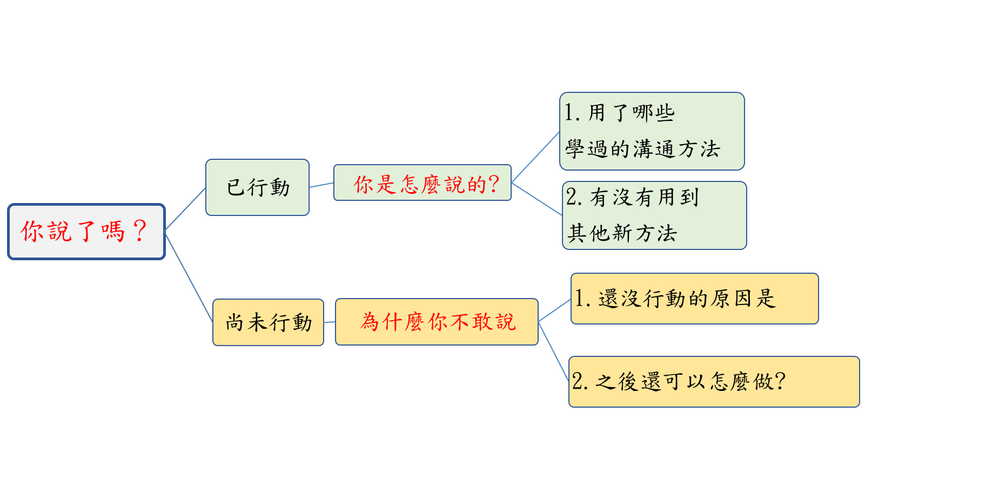 你說了嗎？
已行動
你是怎麼說的?
1.用了哪些
學過的溝通方法
2.有沒有用到
其他新方法
尚未行動
為什麼你不敢說
1.還沒行動的原因是
2.之後還可以怎麼做?